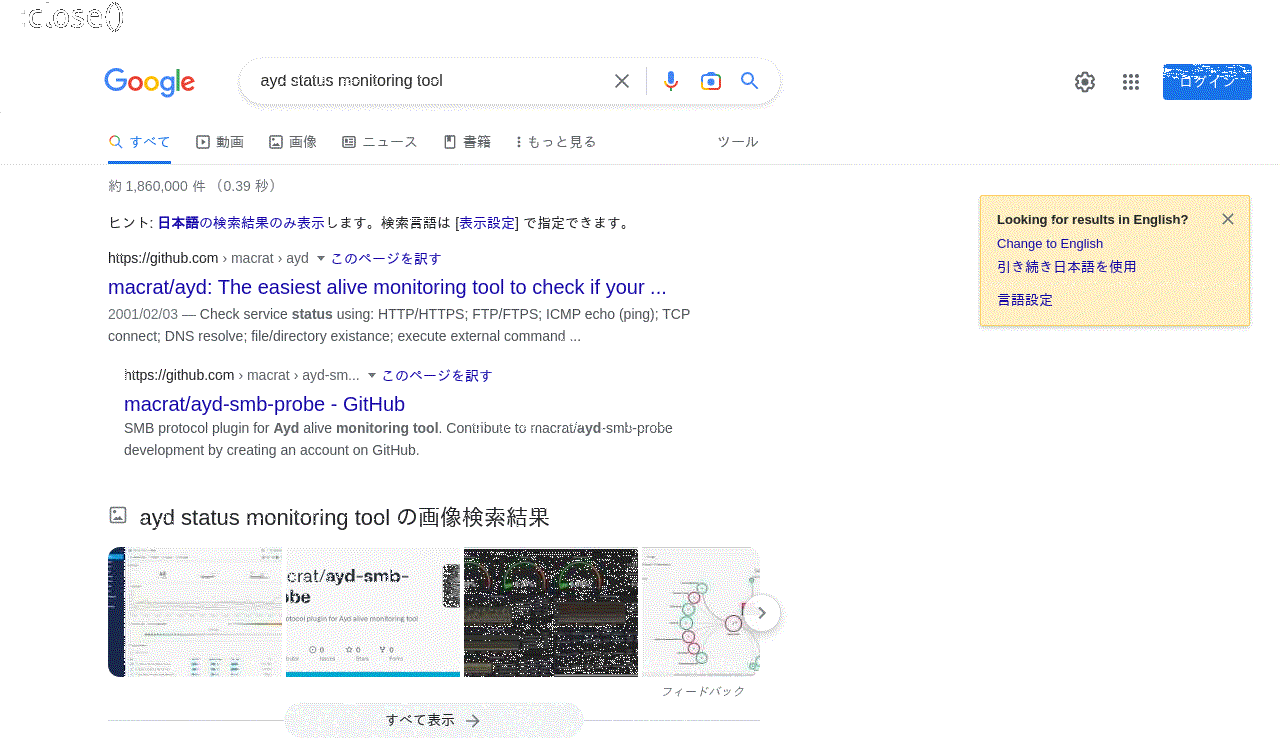 :close()
Google
ayd status monitoring tool
ログイン
すべて 動画 画像 ニュース 書籍 もっと見る ツール
約 1,860,000 件 （0.39 秒）
ヒント: 日本語の検索結果のみ表示します。検索言語は [表示設定] で指定できます。
Looking for results in English?
Change to English
引き続き日本語を使用
言語設定
https://github.com › macrat › ayd このページを訳す
macrat/ayd: The easiest alive monitoring tool to check if your ...
2001/02/03 — Check service status using: HTTP/HTTPS; FTP/FTPS; ICMP echo (ping); TCP
connect; DNS resolve; file/directory existance; execute external command ...
https://github.com › macrat › ayd-sm... このページを訳す
macrat/ayd-smb-probe - GitHub
SMB protocol plugin for Ayd alive monitoring tool. Contribute to macrat/ayd-smb-probe
development by creating an account on GitHub.
ayd status monitoring tool の画像検索結果
crat/ayd-smb-
obe
otocol plugin for Ayd alive monitoring tool
0 0 0
Issues Stars Forks
フィードバック
すべて表示